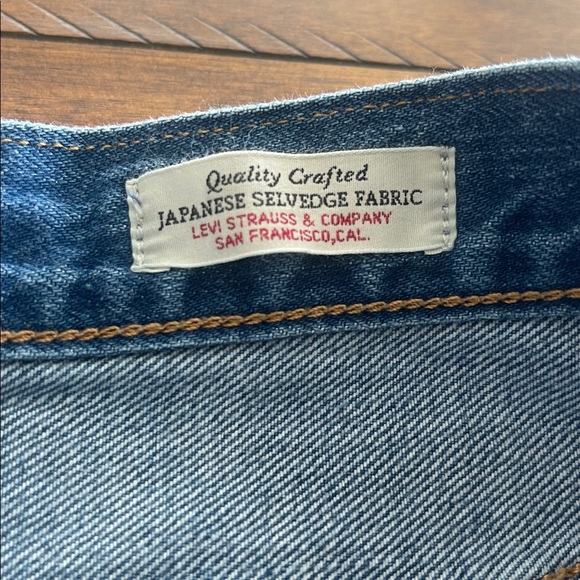 Quality Crafted
JAPANESE SELVEDGE FABRIC
LEVI STRAUSS & COMPANY
SAN FRANCISCO,CAL.